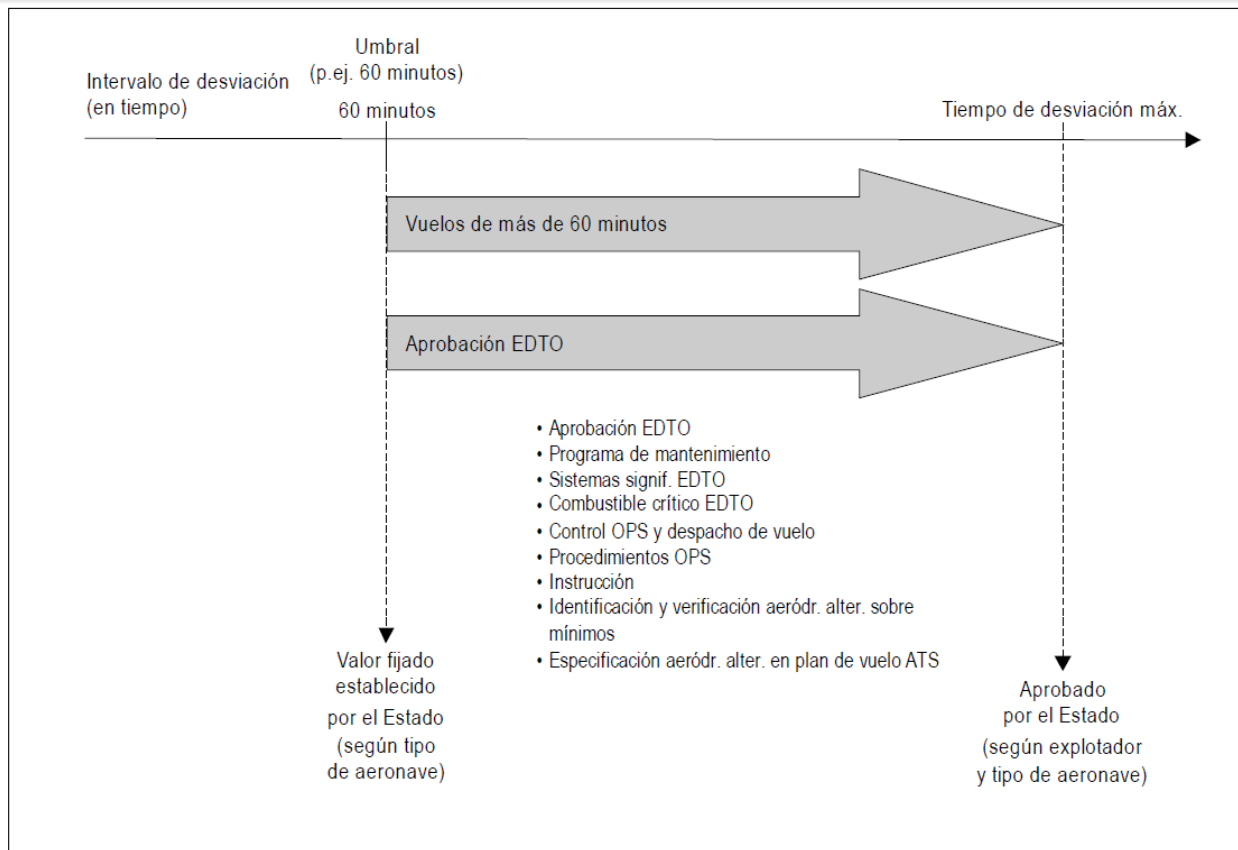 Umbral
(p.ej. 60 minutos)
Intervalo de desviación
(en tiempo)
60 minutos
Tiempo de desviación máx.
Vuelos de más de 60 minutos
Aprobación EDTO
• Aprobación EDTO
• Programa de mantenimiento
• Sistemas signif. EDTO
• Combustible crítico EDTO
• Control OPS y despacho de vuelo
• Procedimientos OPS
• Instrucción
• Identificación y verificación aeródr. alter. sobre
mínimos
• Especificación aeródr. alter. en plan de vuelo ATS
Valor fijado
establecido
por el Estado
(según tipo
de aeronave)
Aprobado
por el Estado
(según explotador
y tipo de aeronave)